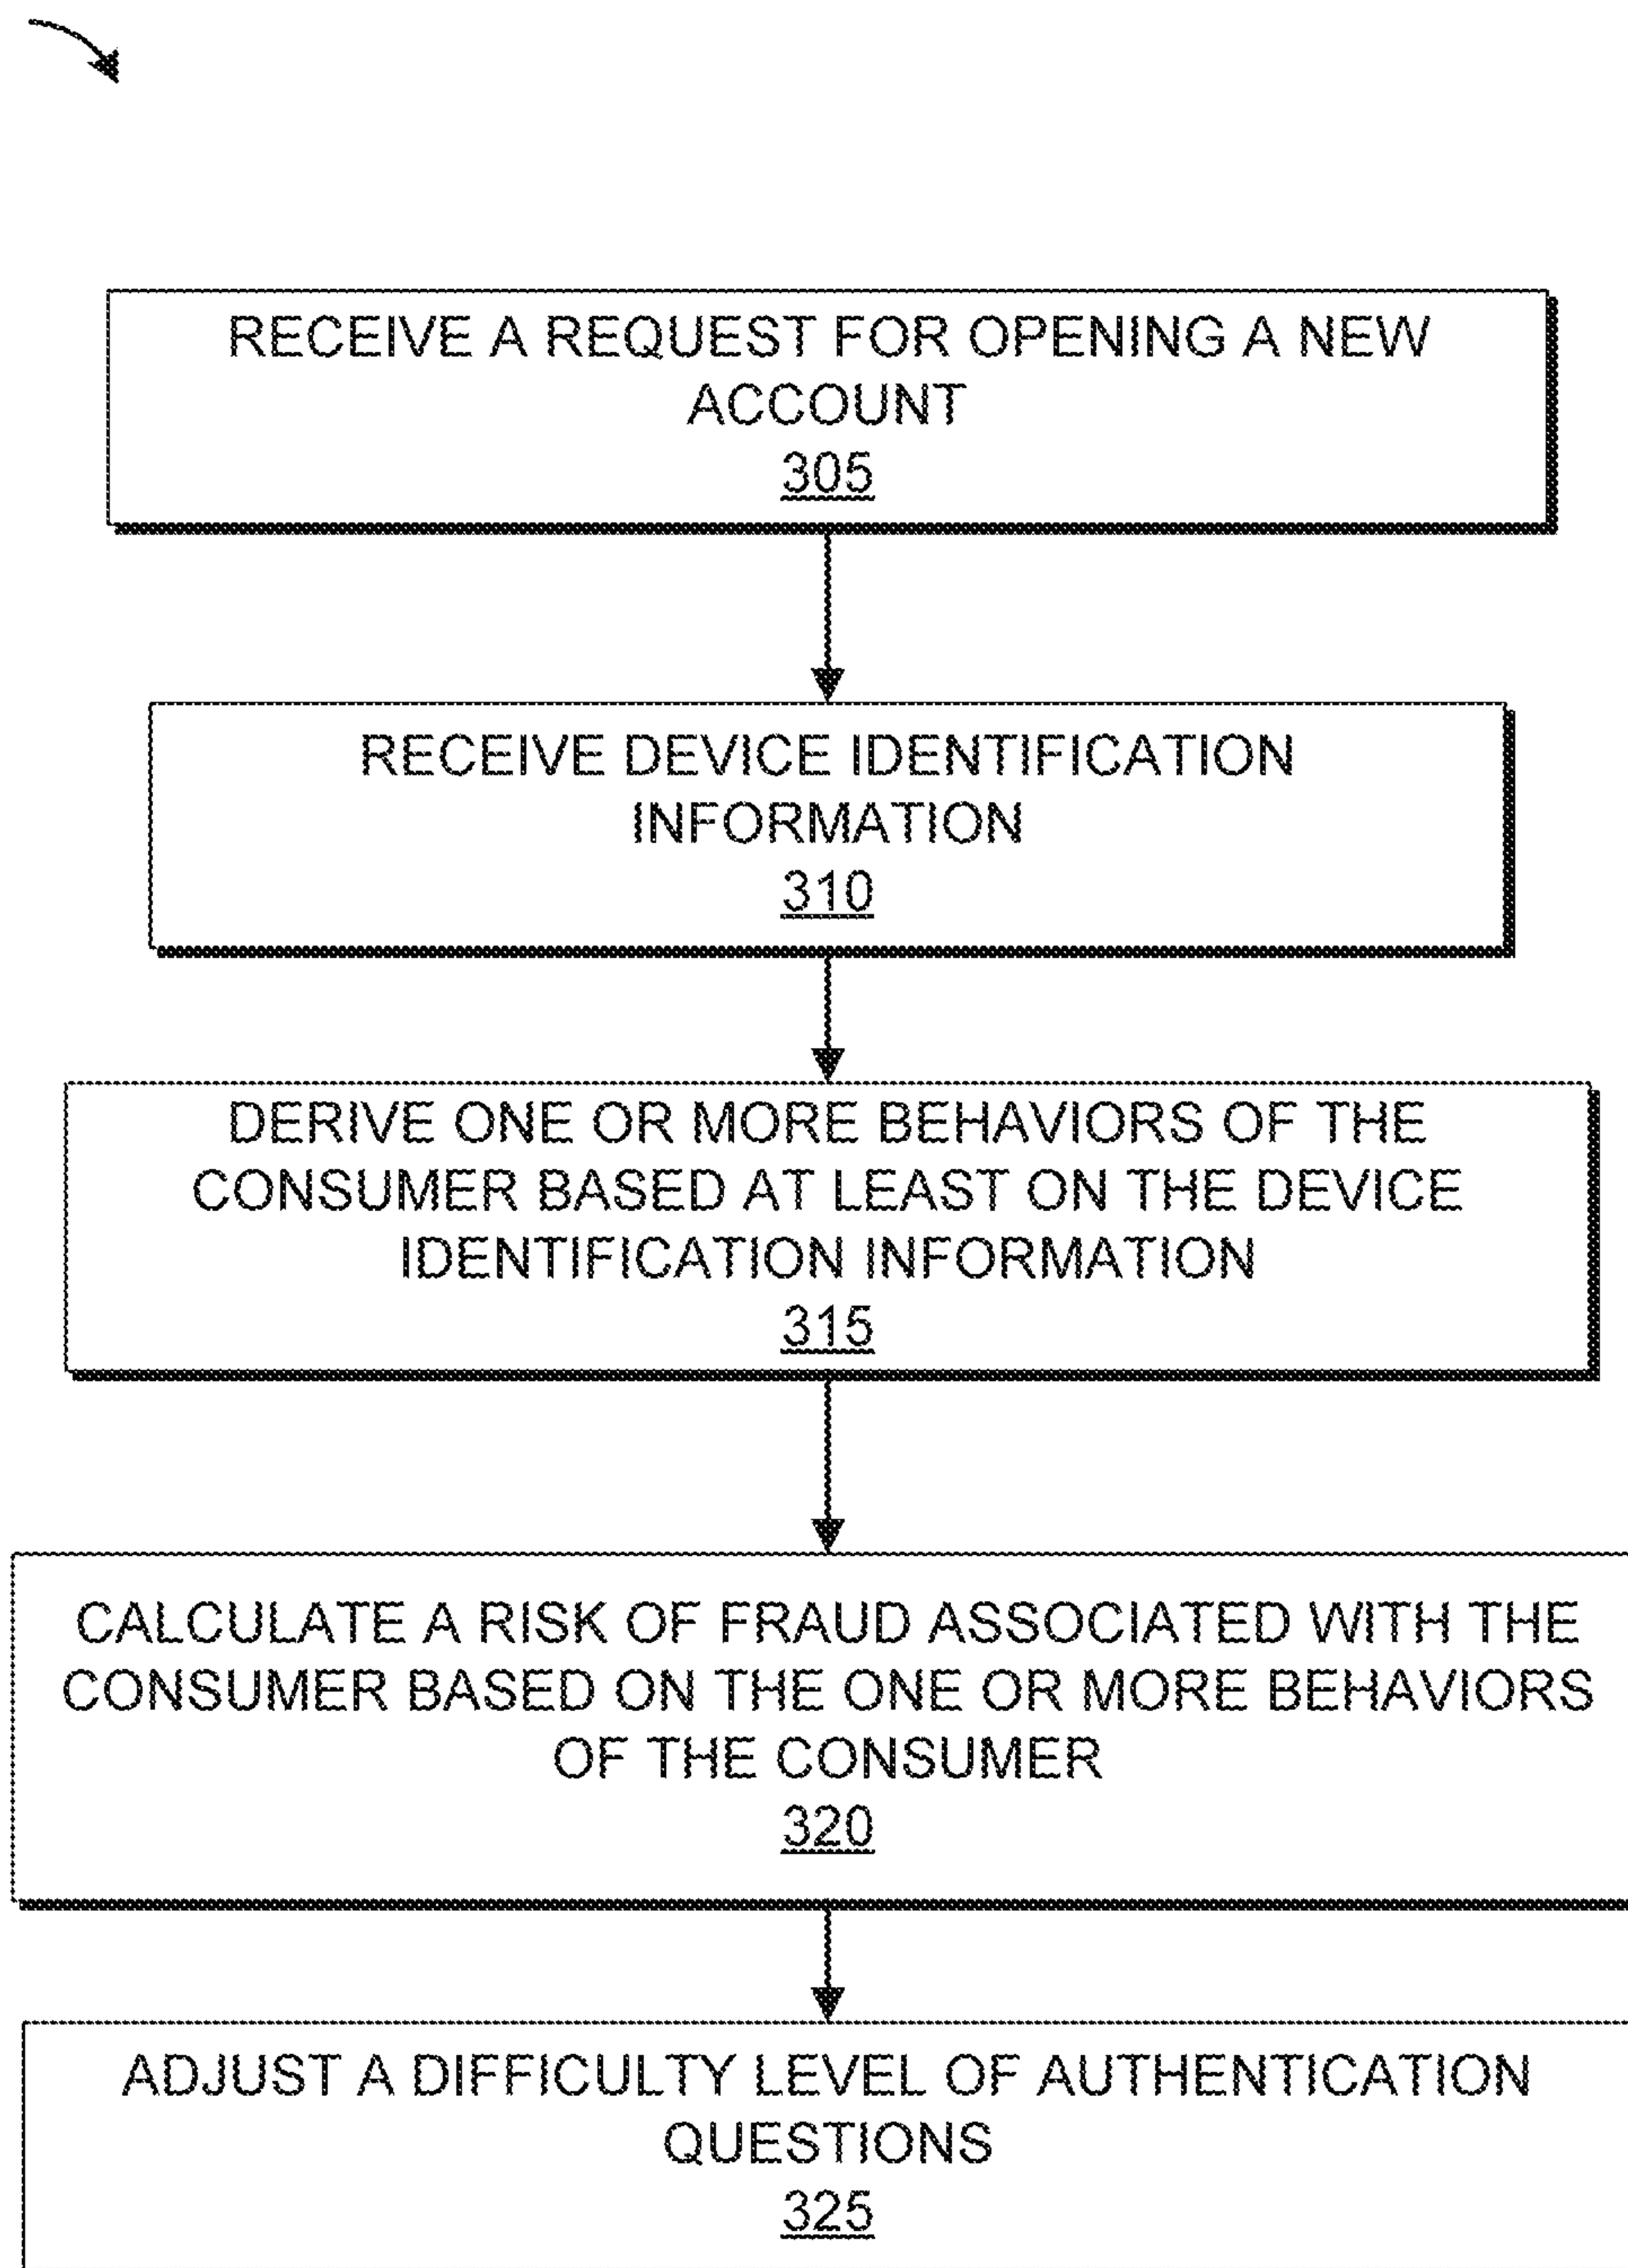 RECEIVE A REQUEST FOR OPENING A NEW
ACCOUNT
305
RECEIVE DEVICE IDENTIFICATION
INFORMATION
310
DERIVE ONE OR MORE BEHAVIORS OF THE
CONSUMER BASED AT LEAST ON THE DEVICE
IDENTIFICATION INFORMATION
315
CALCULATE A RISK OF FRAUD ASSOCIATED WITH THE
CONSUMER BASED ON THE ONE OR MORE BEHAVIORS
OF THE CONSUMER
320
ADJUST A DIFFICULTY LEVEL OF AUTHENTICATION
QUESTIONS
325